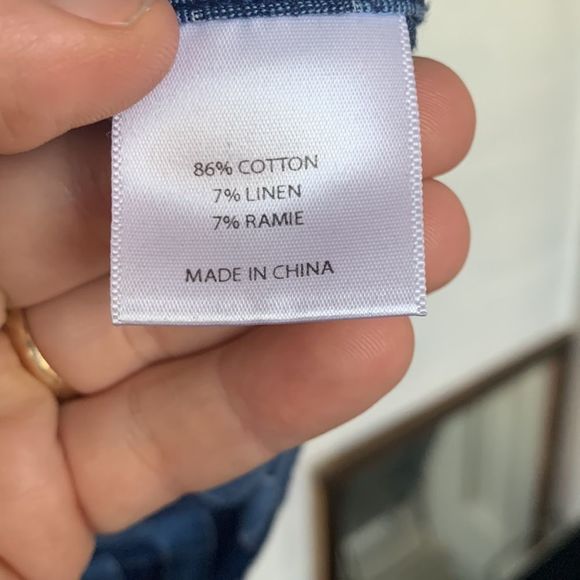 86% COTTON
7% LINEN
7% RAMIE
MADE IN CHINA